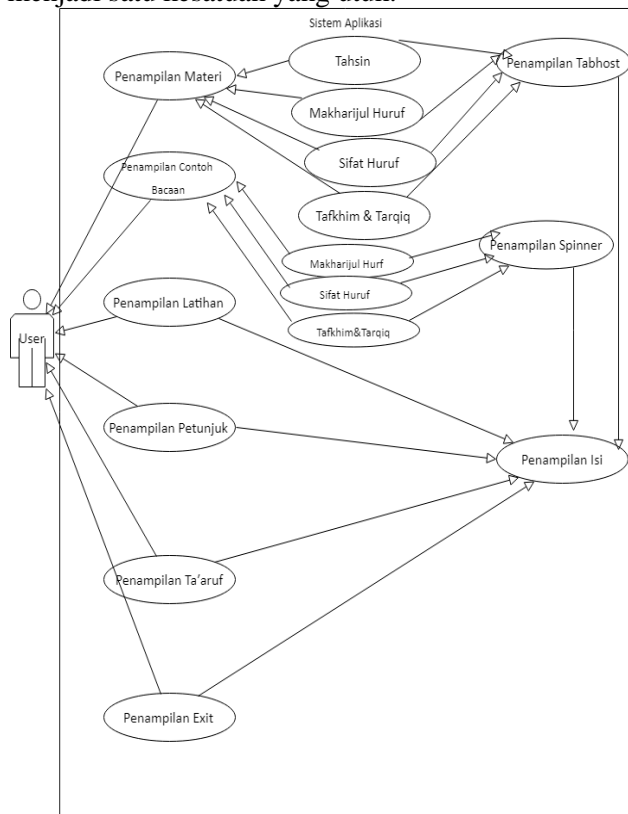 menjadi satu kesatuan yang utuh.
Sistem Aplikasi
Penampilan Materi
Tahsin
Penampilan Tabhost
Makharijul Huruf
Sifat Huruf
Penampilan Contoh
Bacaan
Tafkhim & Tarqiq
Makharijul Hurf
Penampilan Spinner
Sifat Huruf
Penampilan Latihan
Tafkhim&Tarqiq
User
Penampilan Petunjuk
Penampilan Isi
Penampilan Ta'aruf
Penampilan Exit